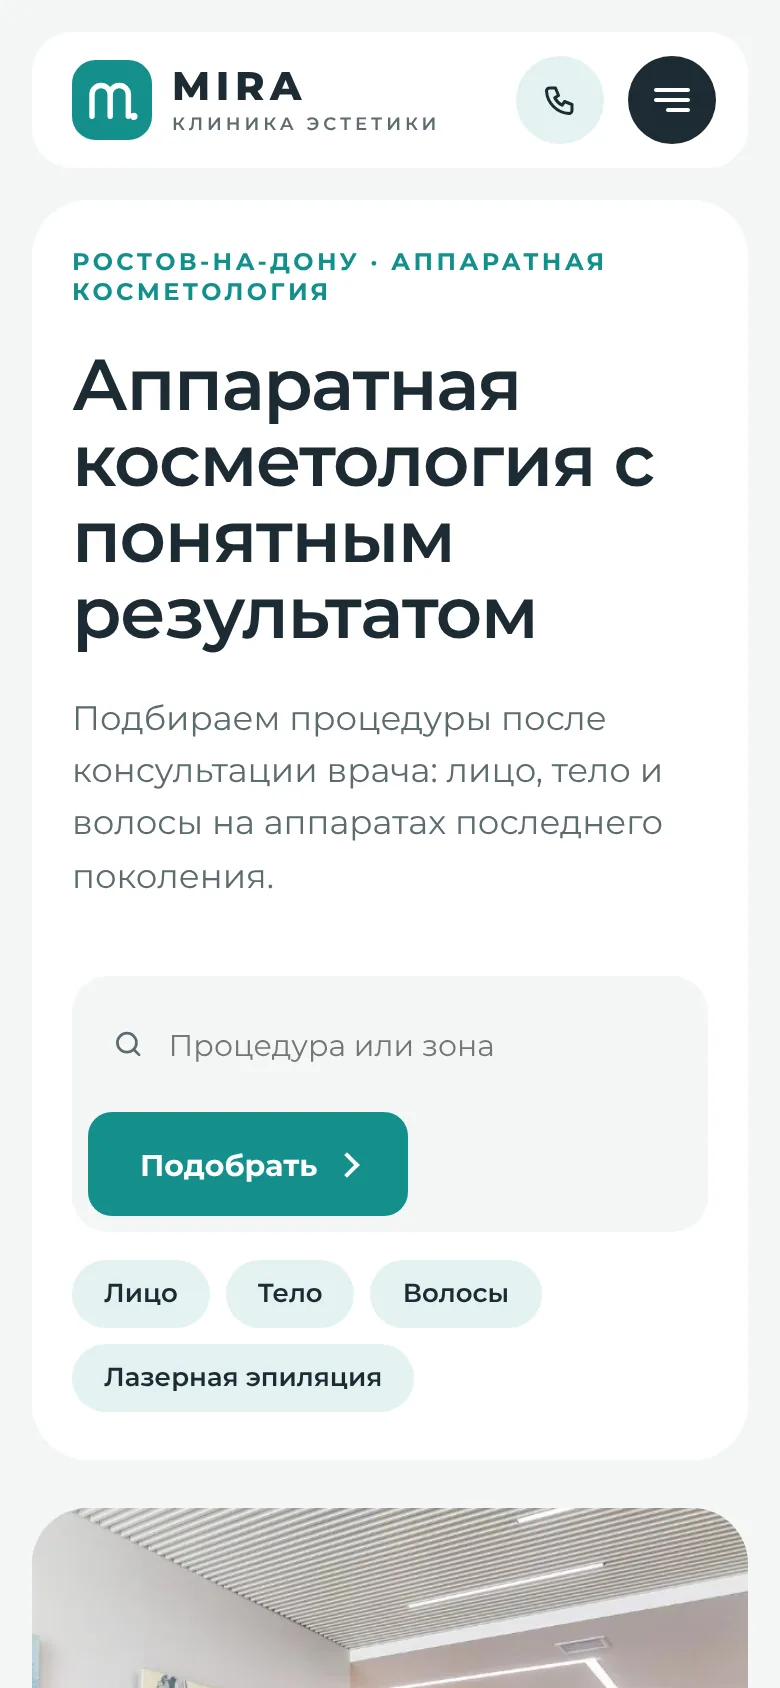 m.
MIRA
КЛИНИКА ЭСТЕТИКИ
РОСТОВ-НА-ДОНУ · АППАРАТНАЯ
КОСМЕТОЛОГИЯ
Аппаратная
косметология с
понятным
результатом
Подбираем процедуры после
консультации врача: лицо, тело и
волосы на аппаратах последнего
поколения.
Процедура или зона
Подобрать
Лицо
Тело
Волосы
Лазерная эпиляция